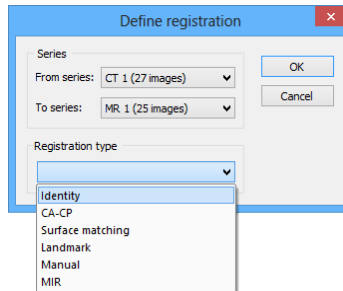 Define registration
Series
From series: CT 1 (27 images)
OK
To series: MR 1 (25 images)
Cancel
Registration type
Identity
CA-CP
Surface matching
Landmark
Manual
MIR